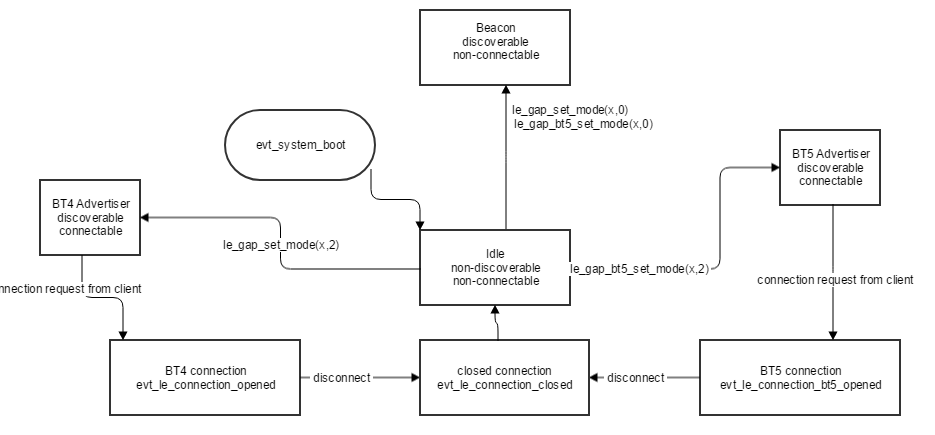 Beacon
discoverable
non-connectable
le_gap_set_mode(x,0)
le_gap_bt5_set_mode(x,0)
evt_system_boot
BT5 Advertiser
discoverable
connectable
BT4 Advertiser
discoverable
connectable
le_gap_set_mode(x,2)
Idle
non-discoverable
non-connectable
le_gap_bt5_set_mode(x,2)
connection request from client
nnection request from client
BT4 connection
evt_le_connection_opened
disconnect
closed connection
evt_le_connection_closed
disconnect
BT5 connection
evt_le_connection_bt5_opened